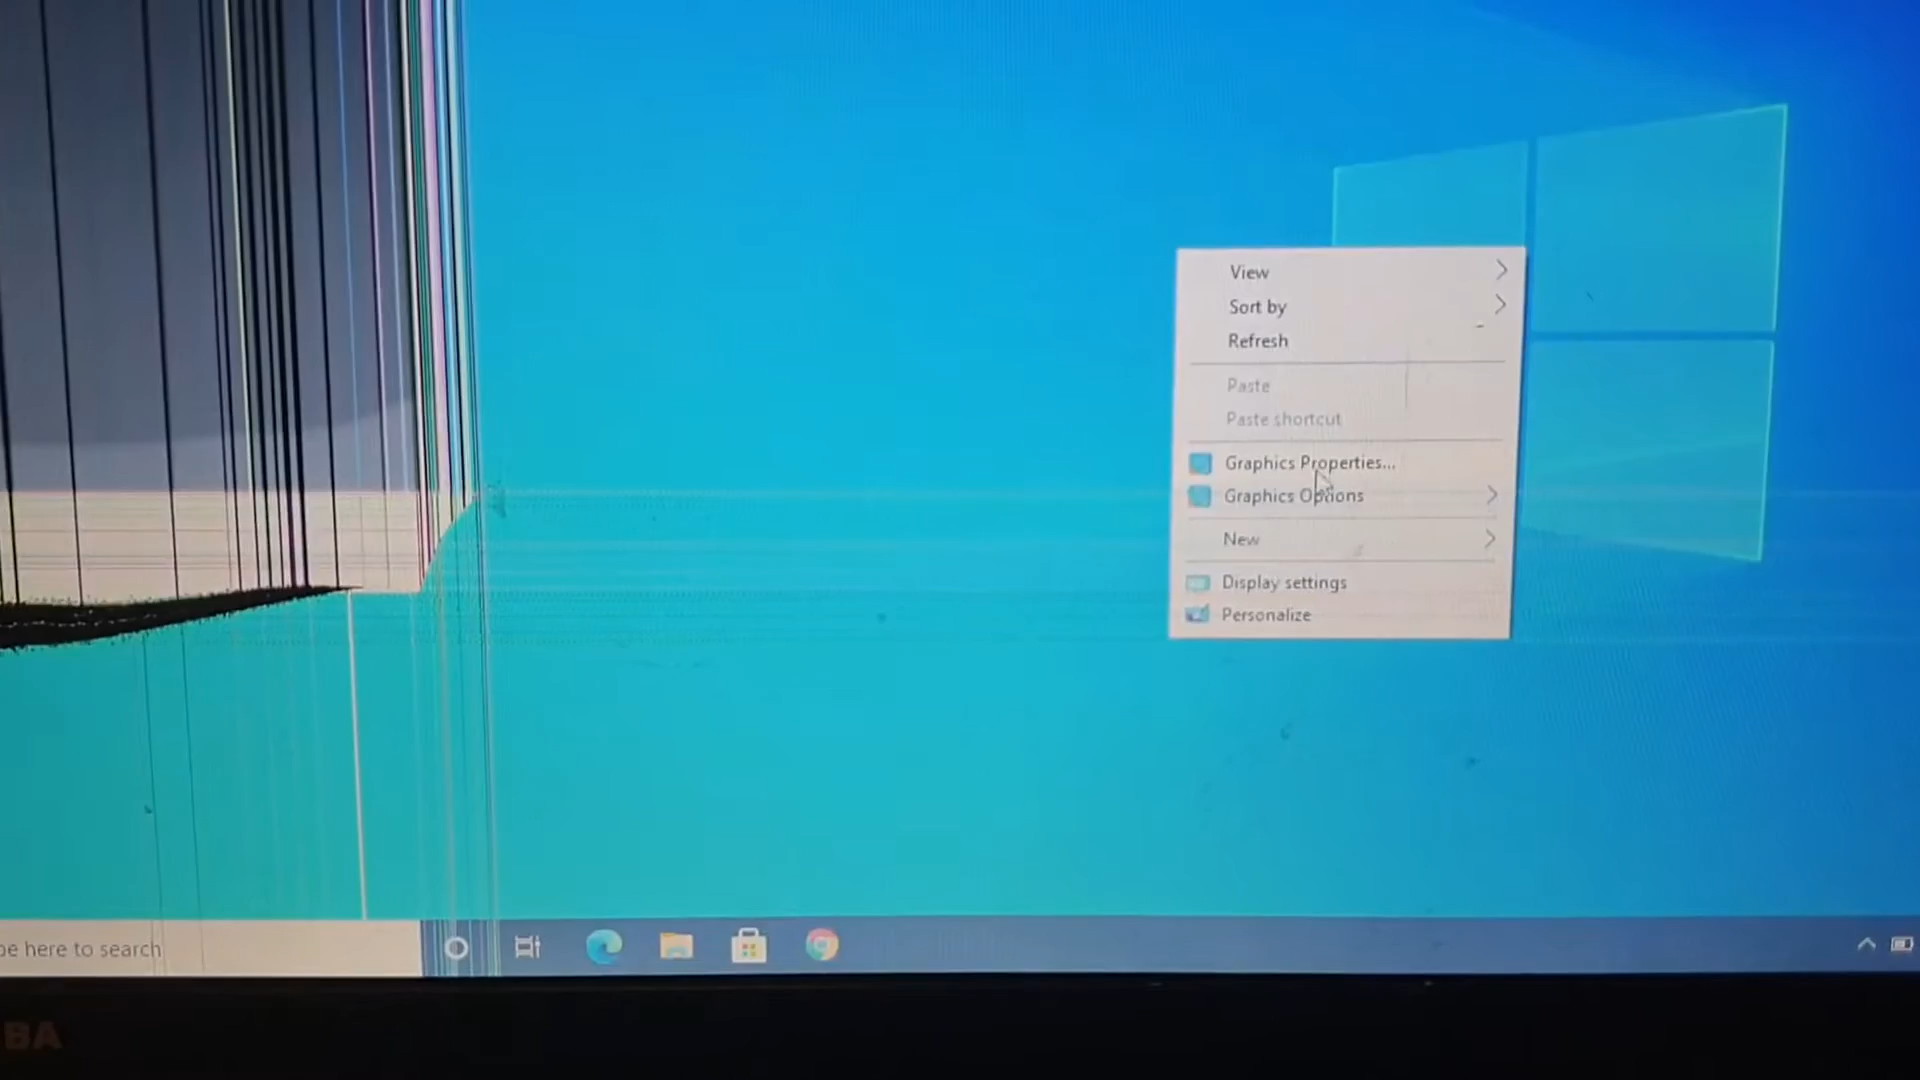 View
Sort by
Refresh
Paste
Paste shortcut
Graphics Properties...
Graphics Options
New
Display settings
Personalize
pe here to search
BA